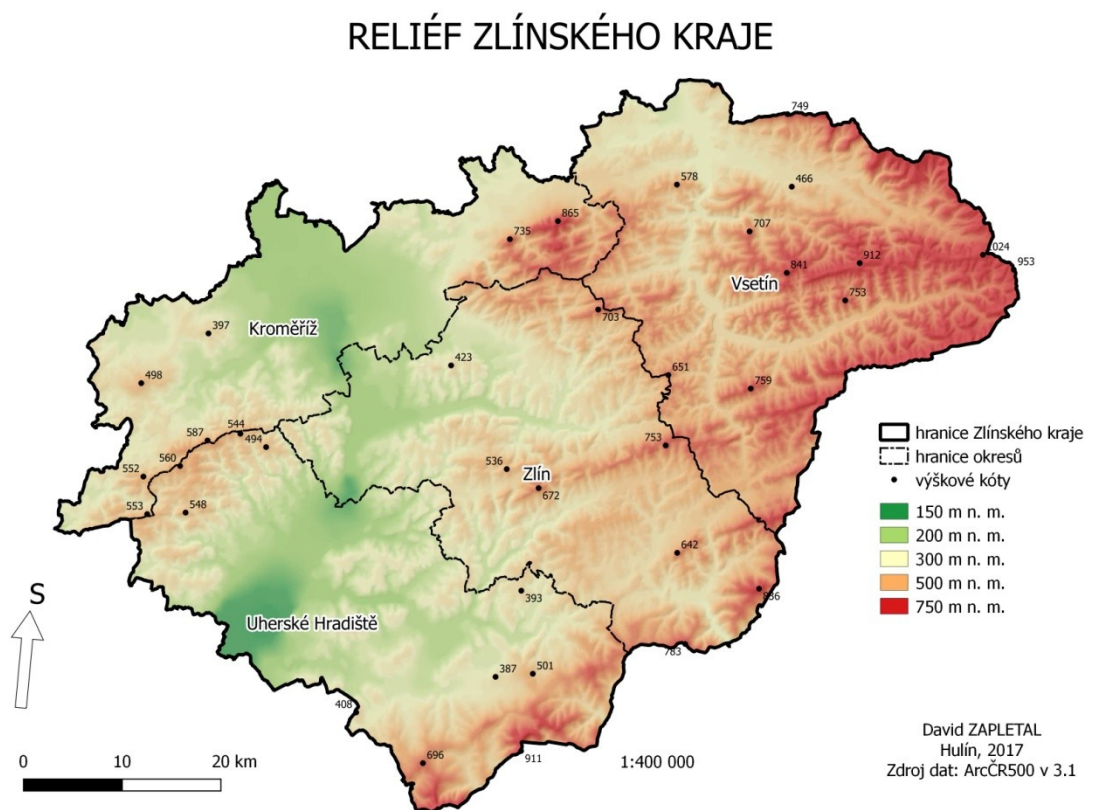 RELIÉF ZLÍNSKÉHO KRAJE
749
578
466
865
735
707
912
1024
953
841
Vsetín
753
703
397
Kroměříž
423
651
498
759
hranice Zlínského kraje
hranice okresů
výškové kóty
150 m n. m.
200 m n. m.
300 m n. m.
500 m n. m.
750 m n. m.
544
587
494
753
560
552
536
Zlín
672
553
548
642
836
393
S
Uherské Hradiště
783
387
501
408
696
911
0 10 20 km
1:400 000
David ZAPLETAL
Hulín, 2017
Zdroj dat: ArcČR500 v 3.1